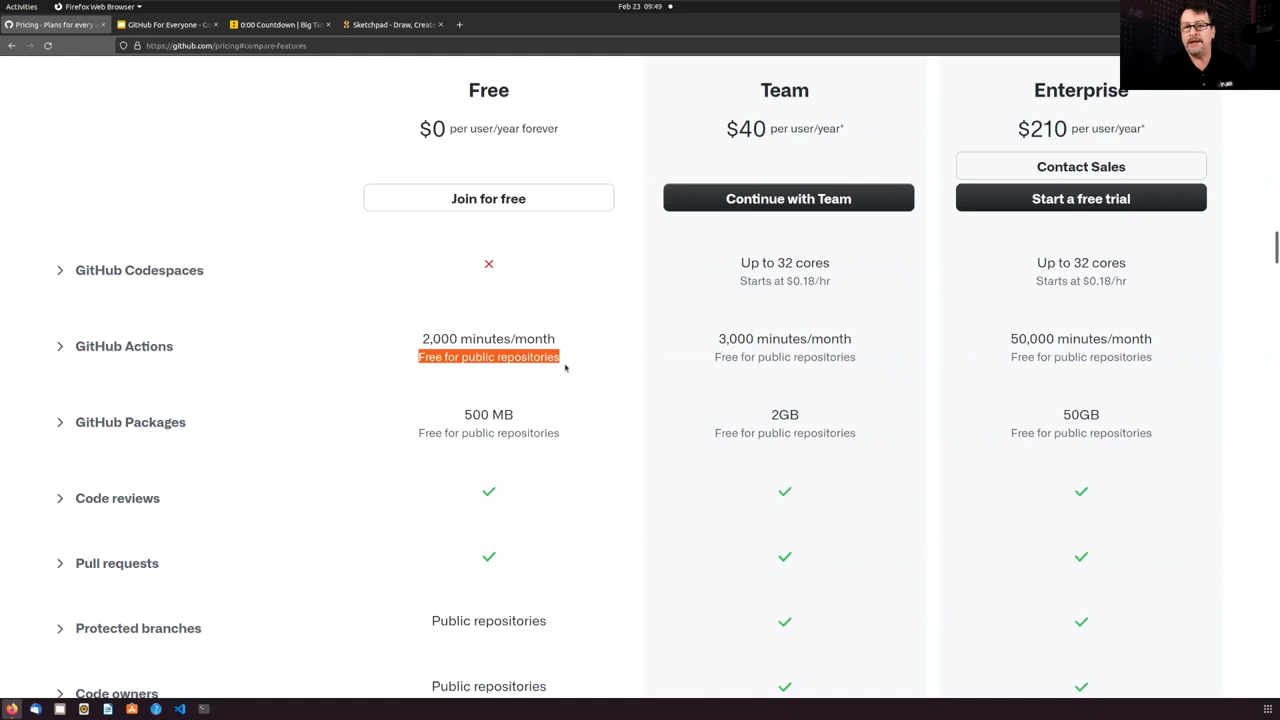 Activities
Firefox Web Browser
Feb 23 09:49
Pricing - Plans for every
GitHub For Everyone - G
0:00 Countdown | Big Ti
Sketchpad - Draw, Create
https://github.com/pricing#compare-features
Free
Team
Enterprise
$0 per user/year forever
$40 per user/year*
$210 per user/year*
Contact Sales
Join for free
Continue with Team
Start a free trial
GitHub Codespaces
Up to 32 cores
Up to 32 cores
Starts at $0.18/hr
Starts at $0.18/hr
GitHub Actions
2,000 minutes/month
3,000 minutes/month
50,000 minutes/month
Free for public repositories
Free for public repositories
Free for public repositories
GitHub Packages
500 MB
2GB
50GB
Free for public repositories
Free for public repositories
Free for public repositories
Code reviews
Pull requests
Protected branches
Public repositories
Code owners
Public repositories